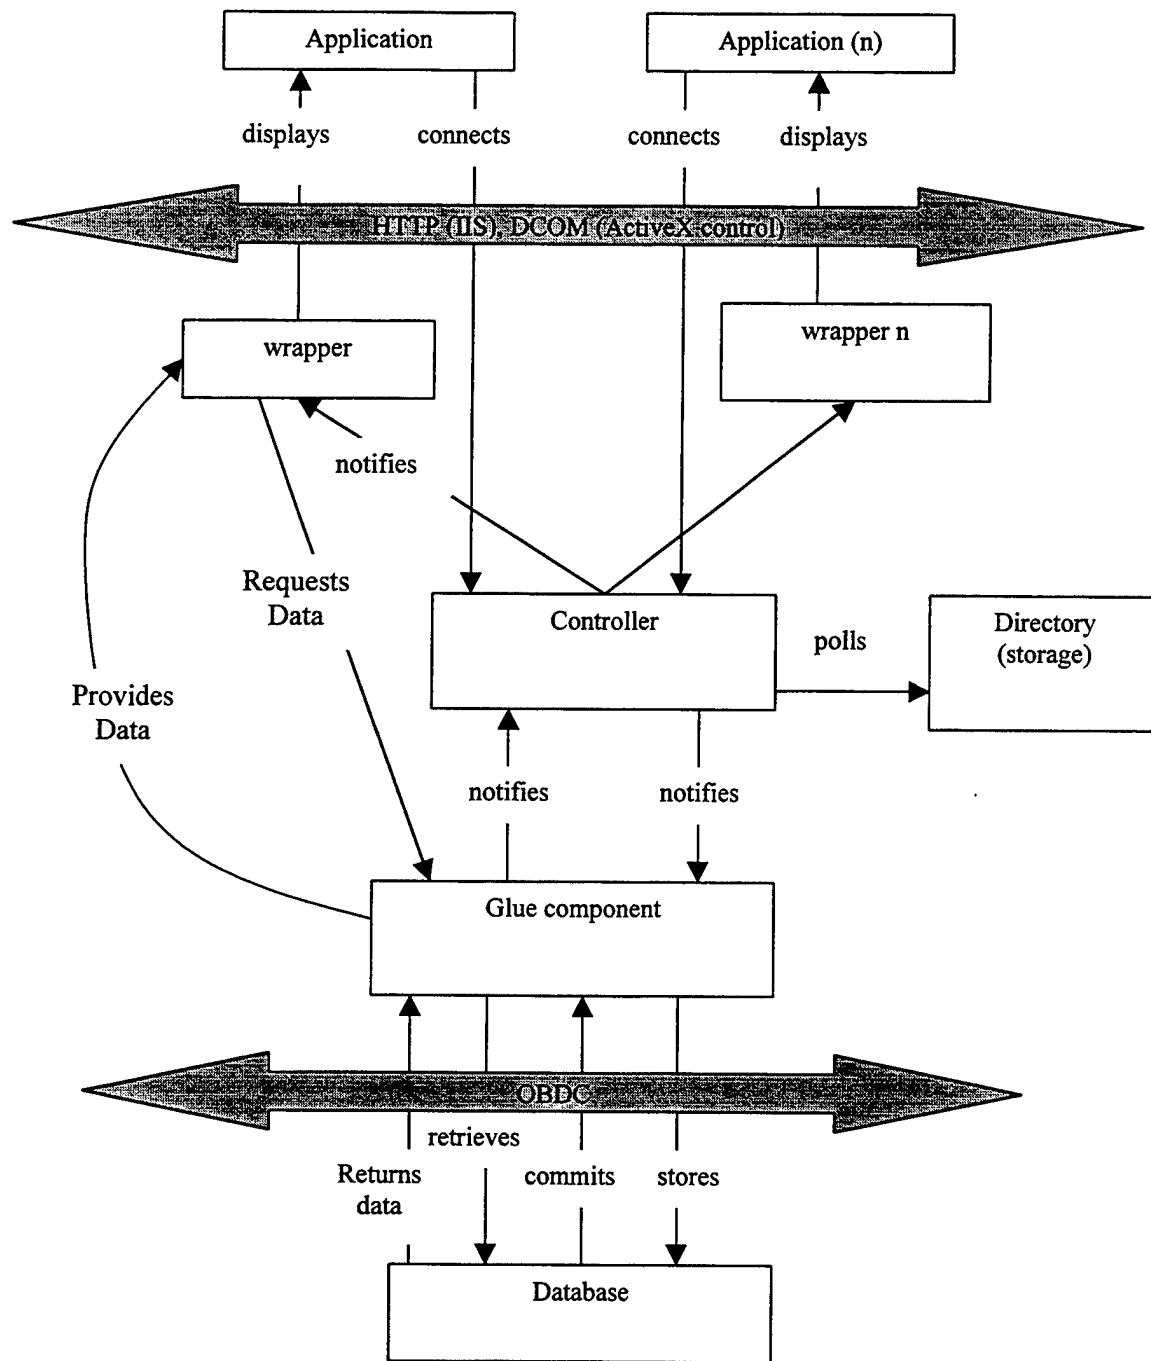 Application
Application (n)
displays
connects
connects
displays
HTTP (IIS), DCOM (ActiveX control)
wrapper
wrapper n
notifies
Requests
Data
Controller
polls
Directory
(storage)
Provides
Data
notifies
notifies
Glue component
OBDC
retrieves
Returns
data
commits
stores
Database